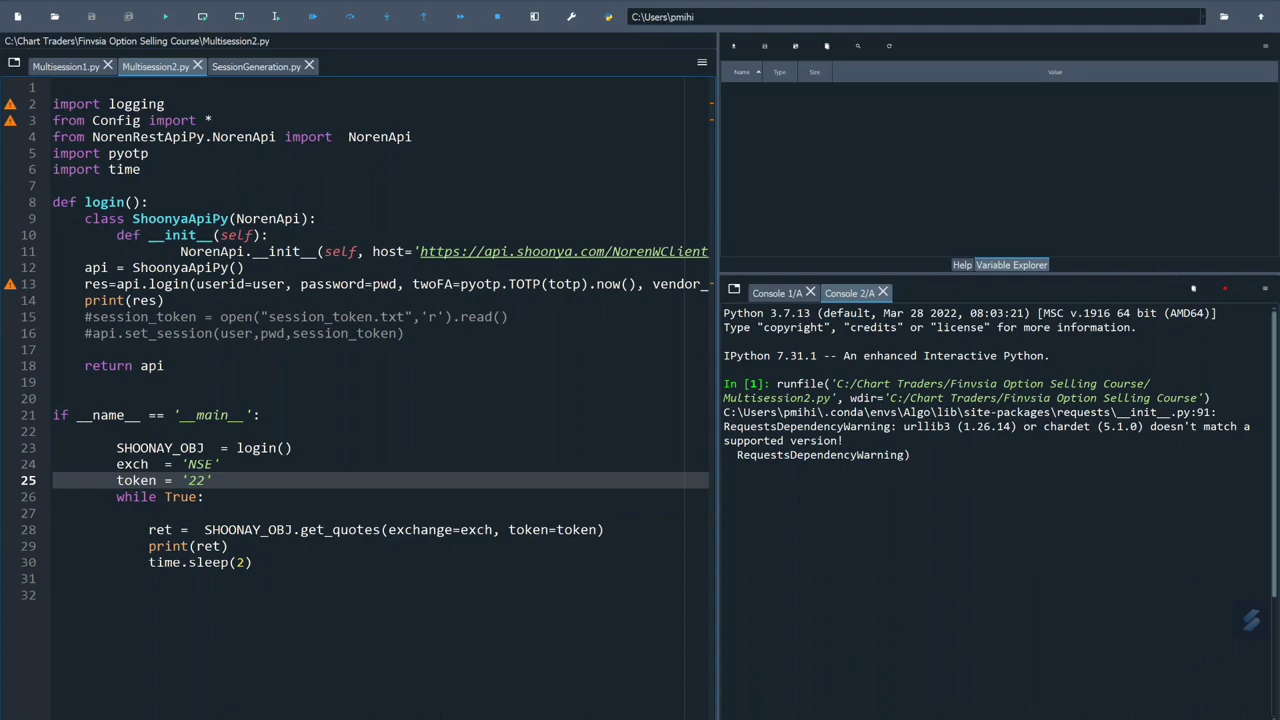 C:\Users\pmihi
C:\Chart Traders\Finvsia Option Selling Course\Multisession2.py
Multisession1.py
Multisession2.py
SessionGeneration.py
1
2 import logging
3 from Config import *
4 from NorenRestApiPy.NorenApi import  NorenApi
5 import pyotp
6 import time
7
8 def login():
9     class ShoonyaApiPy(NorenApi):
10         def __init__(self):
11                 NorenApi.__init__(self, host='https://api.shoonya.com/NorenWClient
12     api = ShoonyaApiPy()
13     res=api.login(userid=user, password=pwd, twoFA=pyotp.TOTP(totp).now(), vendor_
14     print(res)
15     #session_token = open("session_token.txt",'r').read()
16     #api.set_session(user,pwd,session_token)
17
18     return api
19
20
21 if __name__ == '__main__':
22
23         SHOONAY_OBJ  = login()
24         exch  = 'NSE'
25         token = '22'
26         while True:
27
28             ret =  SHOONAY_OBJ.get_quotes(exchange=exch, token=token)
29             print(ret)
30             time.sleep(2)
31
32
Name Type Size Value
Help Variable Explorer
Console 1/A Console 2/A
Python 3.7.13 (default, Mar 28 2022, 08:03:21) [MSC v.1916 64 bit (AMD64)]
Type "copyright", "credits" or "license" for more information.
IPython 7.31.1 -- An enhanced Interactive Python.
In [1]: runfile('C:/Chart Traders/Finvsia Option Selling Course/
Multisession2.py', wdir='C:/Chart Traders/Finvsia Option Selling Course')
C:\Users\pmihi\.conda\envs\Algo\lib\site-packages\requests\__init__.py:91:
RequestsDependencyWarning: urllib3 (1.26.14) or chardet (5.1.0) doesn't match a
supported version!
  RequestsDependencyWarning)